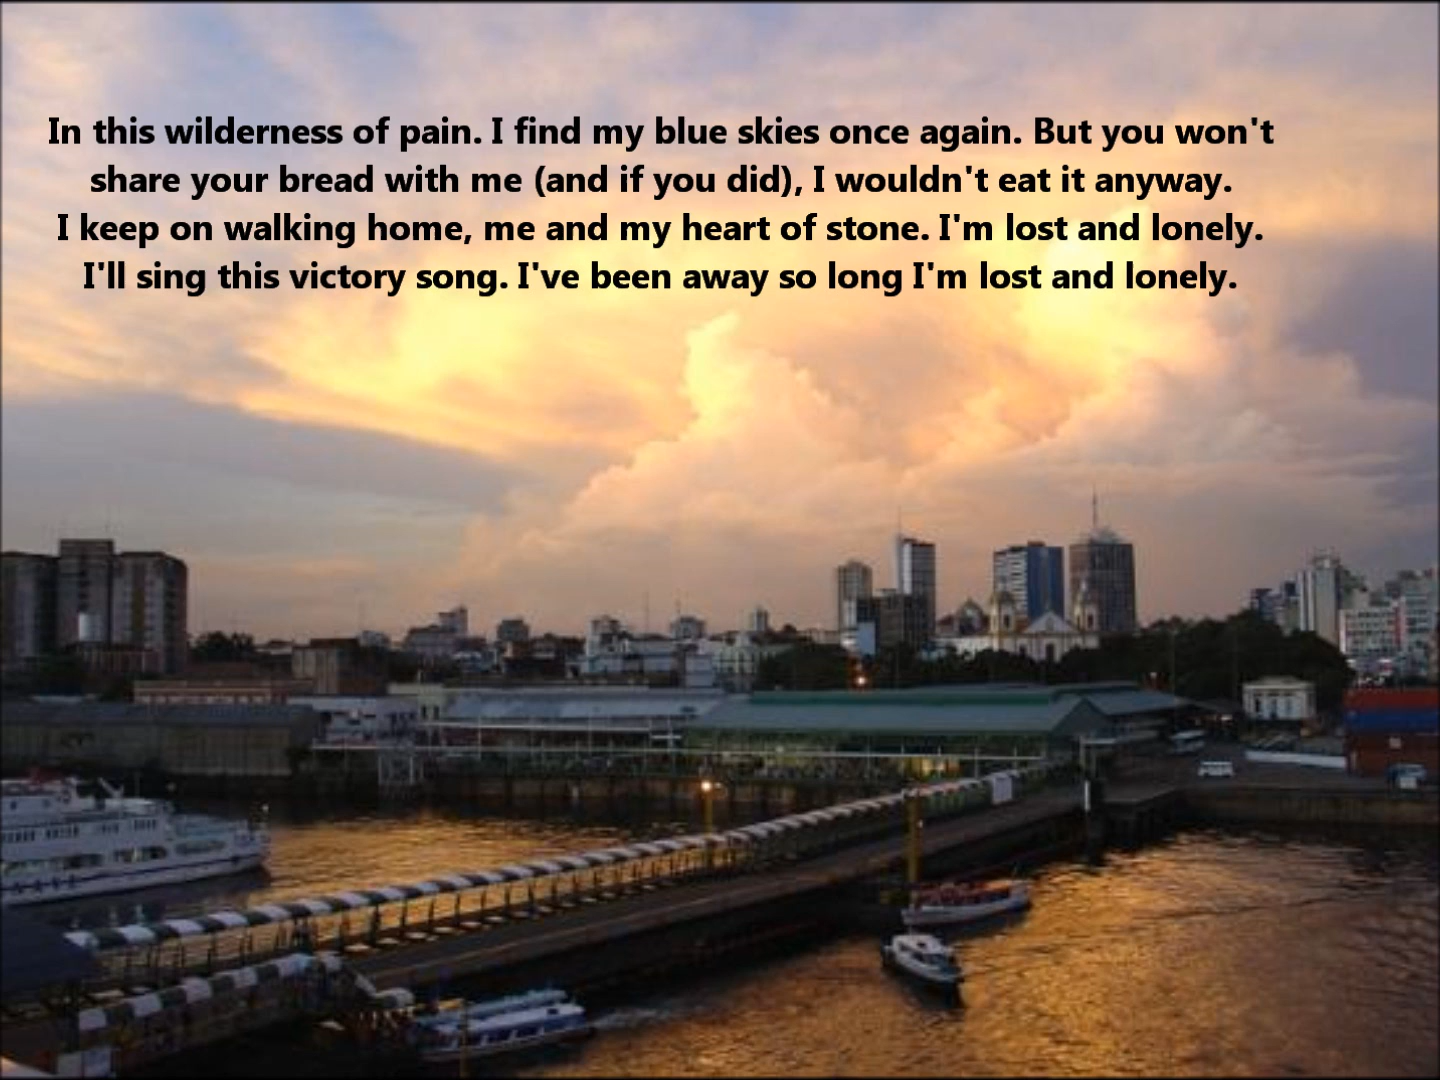 In this wilderness of pain. I find my blue skies once again. But you won't
share your bread with me (and if you did), I wouldn't eat it anyway.
I keep on walking home, me and my heart of stone. I'm lost and lonely.
I'll sing this victory song. I've been away so long I'm lost and lonely.